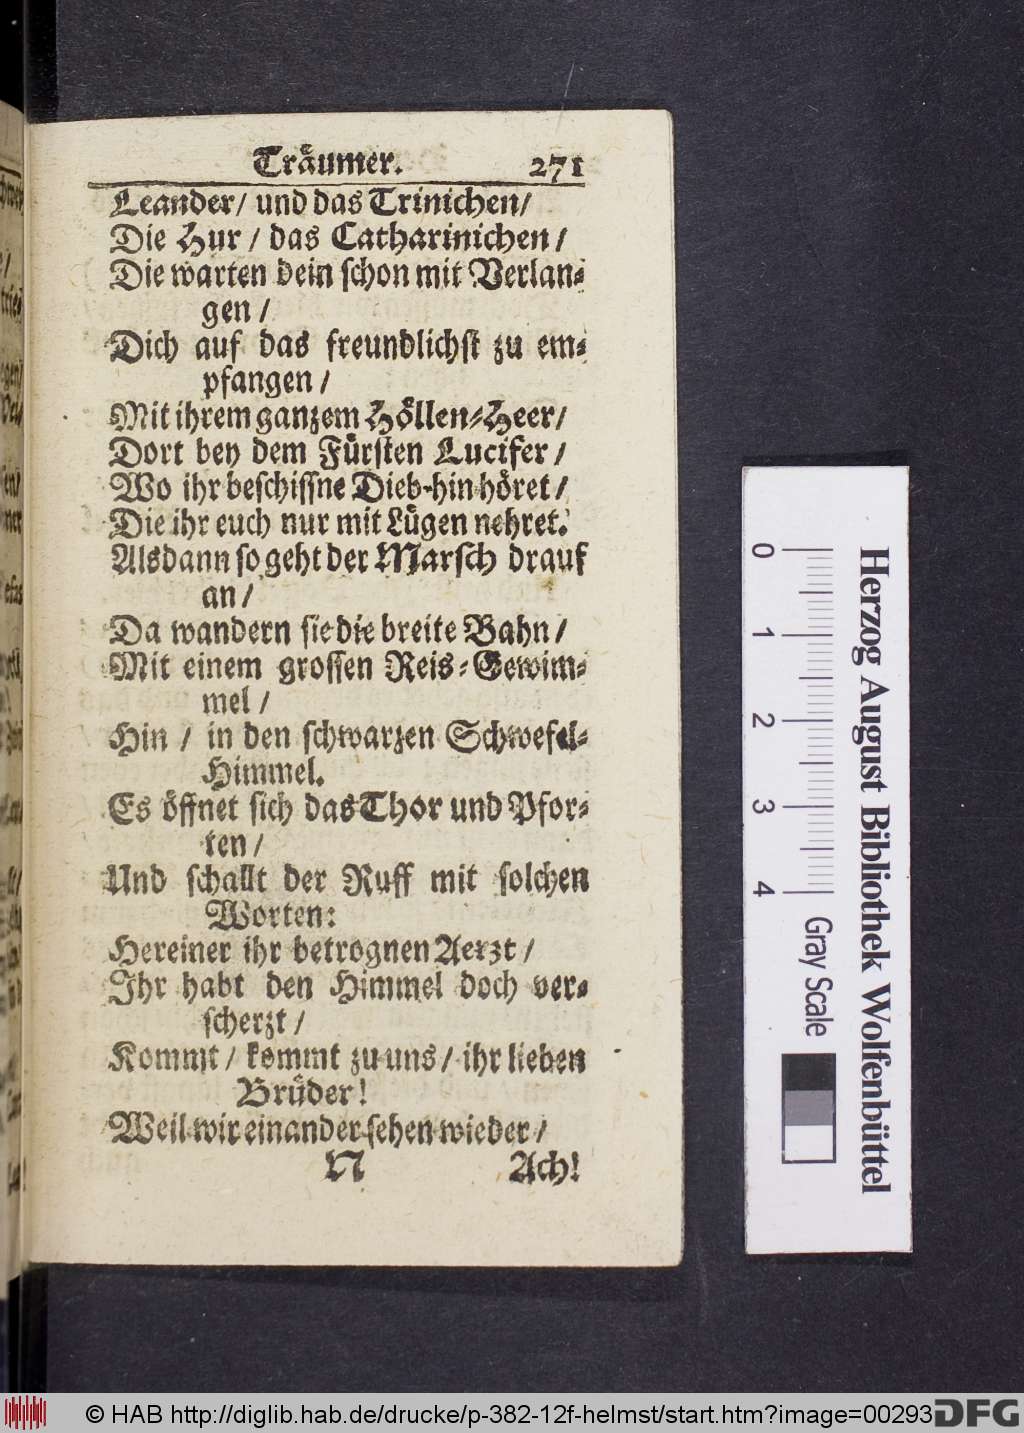 Träumer. 271
Leander/ und das Trinichen/
Die Hur / das Catharinichen /
Die warten dein schon mit Verlan-
gen /
Dich auf das freundlichst zu em-
pfangen /
Mit ihrem ganzem Höllen-Heer/
Dort bey dem Fürsten Lucifer /
Wo ihr beschissne Dieb-hin höret /
Die ihr euch nur mit Lügen nehret.
Alsdann so geht der Marsch drauf
an /
Da wandern sie die breite Bahn /
Mit einem grossen Reis-Gewim-
mel /
Hin / in den schwarzen Schwefel-
Himmel.
Es öffnet sich das Thor und Pfor-
ten /
Und schallt der Ruff mit solchen
Worten:
Hereiner ihr betrognen Aerzt /
Ihr habt den Himmel doch ver-
scherzt /
Kommt / kommt zu uns / ihr lieben
Brüder!
Weil wir einander sehen wieder /
N Ach!
0 1 2 3 4
Gray Scale
Herzog August Bibliothek Wolfenbüttel
© HAB http://diglib.hab.de/drucke/p-382-12f-helmst/start.htm?image=00293
DFG